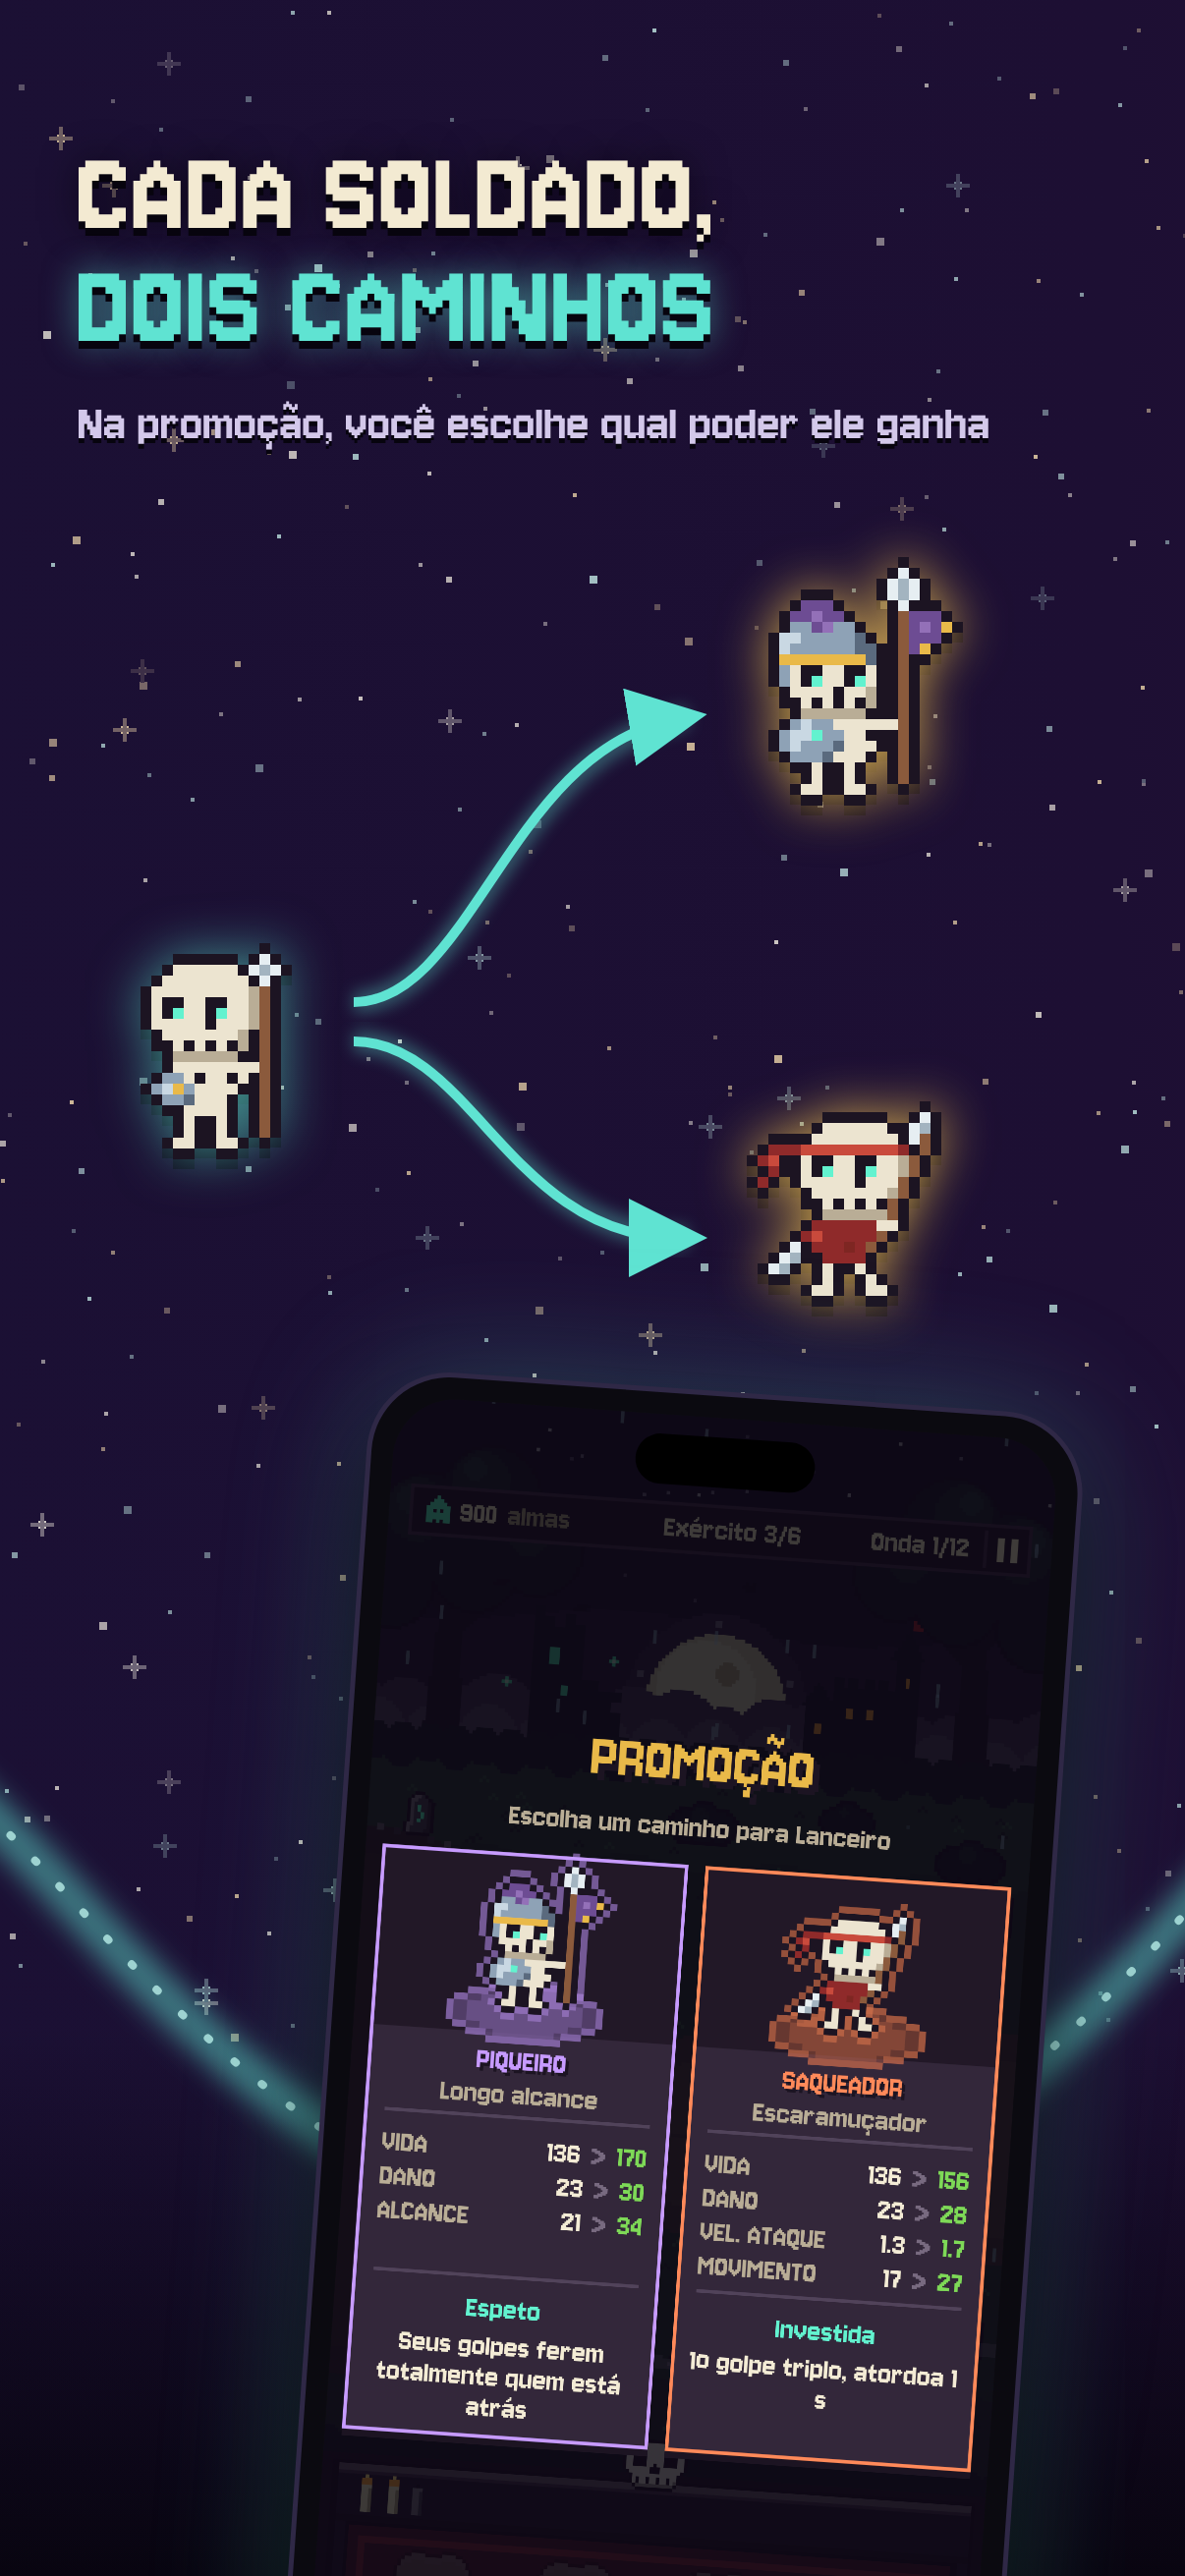 CADA SOLDADO,
DOIS CAMINHOS
Na promoção, você escolhe qual poder ele ganha
900 almas Exército 3/6 Onda 1/12
PROMOÇÃO
Escolha um caminho para Lanceiro
PIQUEIRO
Longo alcance
VIDA 136 > 170
DANO 23 > 30
ALCANCE 21 > 34
Espeto
Seus golpes ferem
totalmente quem está
atrás
SAQUEADOR
Escaramuçador
VIDA 136 > 156
DANO 23 > 28
VEL. ATAQUE 1.3 > 1.7
MOVIMENTO 17 > 27
Investida
1o golpe triplo, atordoa 1
s